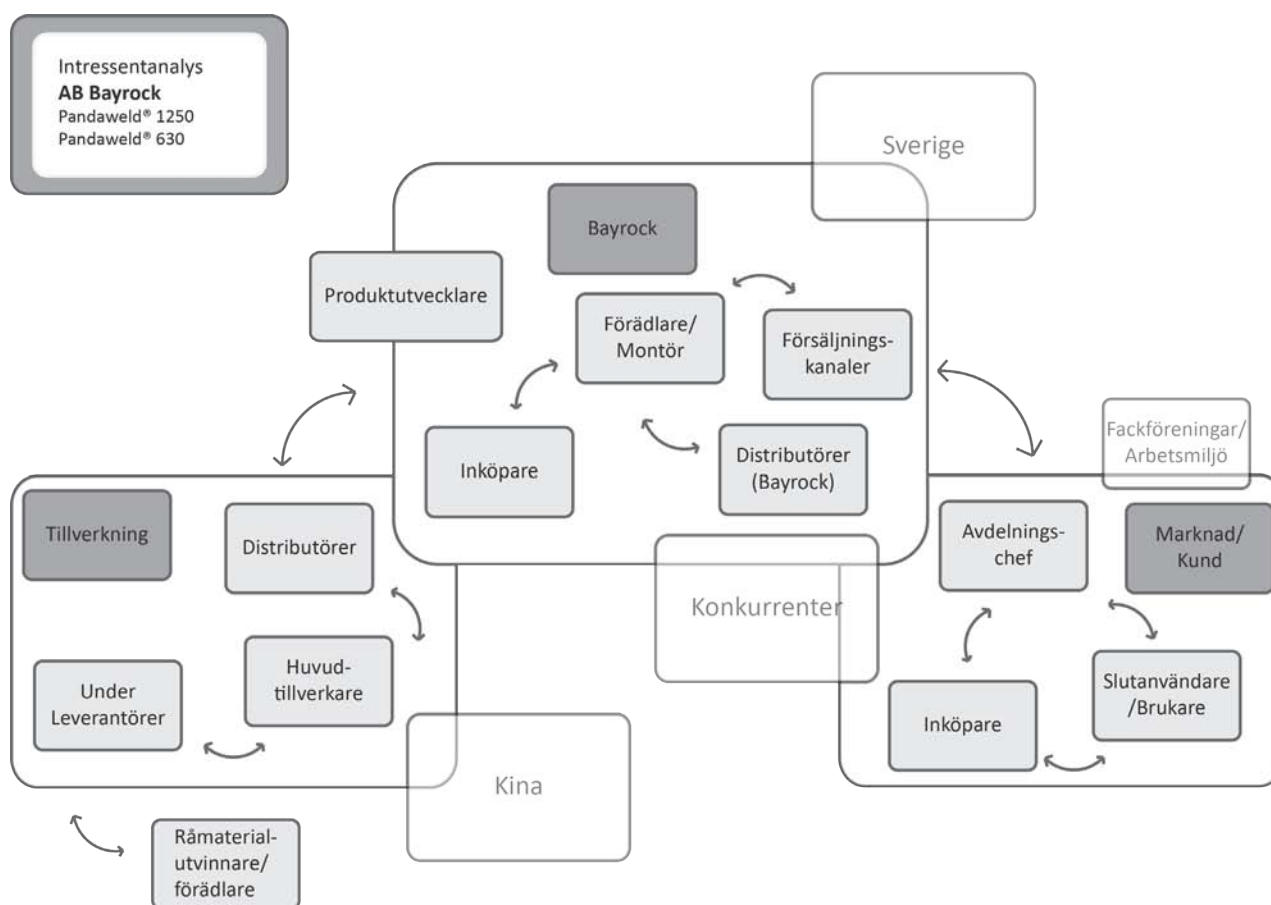 Intressentanalys
AB Bayrock
Pandaweld® 1250
Pandaweld® 630
Sverige
Bayrock
Produktutvecklare
Förädlare/
Montör
Försäljnings-
kanaler
Inköpare
Distributörer
(Bayrock)
Fackföreningar/
Arbetsmiljö
Tillverkning
Distributörer
Avdelnings-
chef
Marknad/
Kund
Konkurrenter
Under
Leverantörer
Huvud-
tillverkare
Inköpare
Slutanvändare
/Brukare
Kina
Råmaterial-
utvinnare/
förädlare